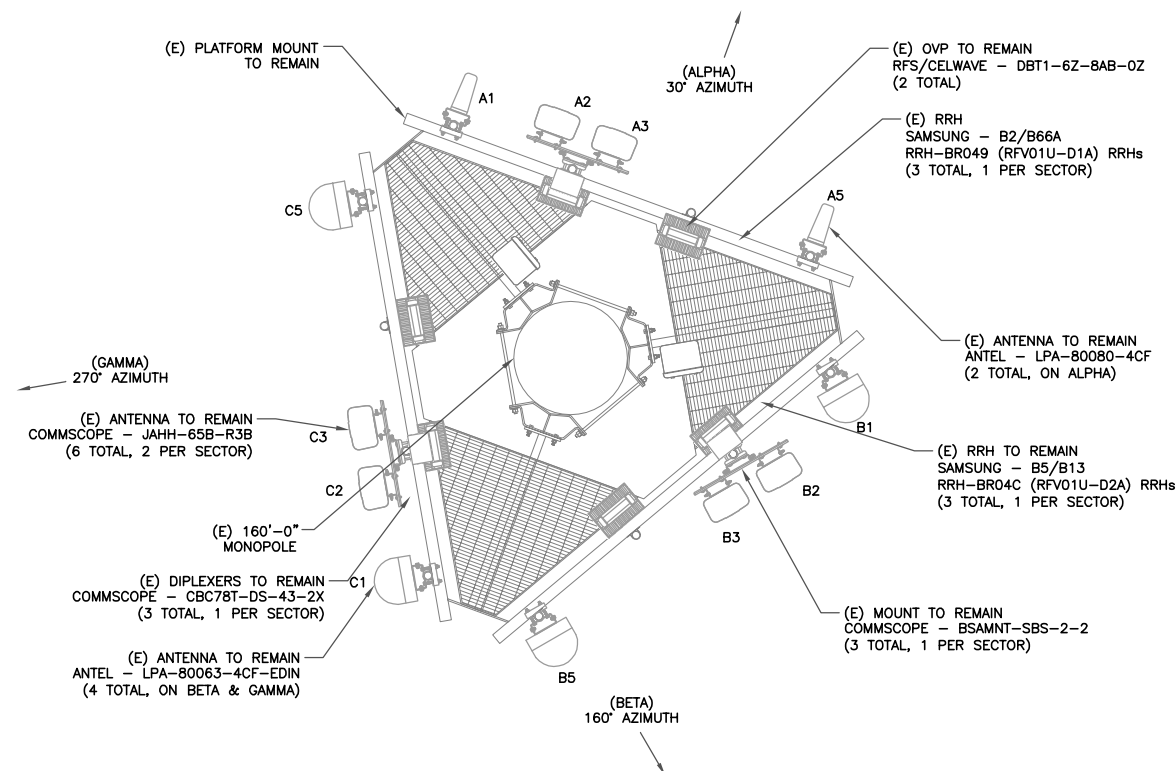 (E) PLATFORM MOUNT
TO REMAIN
A1
A2
A3
(ALPHA)
30° AZIMUTH
(E) OVP TO REMAIN
RFS/CELWAVE – DBT1–6Z–8AB–0Z
(2 TOTAL)
(E) RRH
SAMSUNG – B2/B66A
RRH–BR049 (RFV01U–D1A) RRHs
(3 TOTAL, 1 PER SECTOR)
C5
A5
(E) ANTENNA TO REMAIN
ANTEL – LPA–80080–4CF
(2 TOTAL, ON ALPHA)
(GAMMA)
270° AZIMUTH
(E) ANTENNA TO REMAIN
COMMSCOPE – JAHH–65B–R3B
(6 TOTAL, 2 PER SECTOR)
C3
C2
B1
(E) RRH TO REMAIN
SAMSUNG – B5/B13
RRH–BR04C (RFV01U–D2A) RRHs
(3 TOTAL, 1 PER SECTOR)
B2
B3
(E) 160'–0"
MONOPOLE
(E) DIPLEXERS TO REMAIN
COMMSCOPE – CBC78T–DS–43–2X
(3 TOTAL, 1 PER SECTOR)
C1
(E) MOUNT TO REMAIN
COMMSCOPE – BSAMNT–SBS–2–2
(3 TOTAL, 1 PER SECTOR)
(E) ANTENNA TO REMAIN
ANTEL – LPA–80063–4CF–EDIN
(4 TOTAL, ON BETA & GAMMA)
B5
(BETA)
160° AZIMUTH